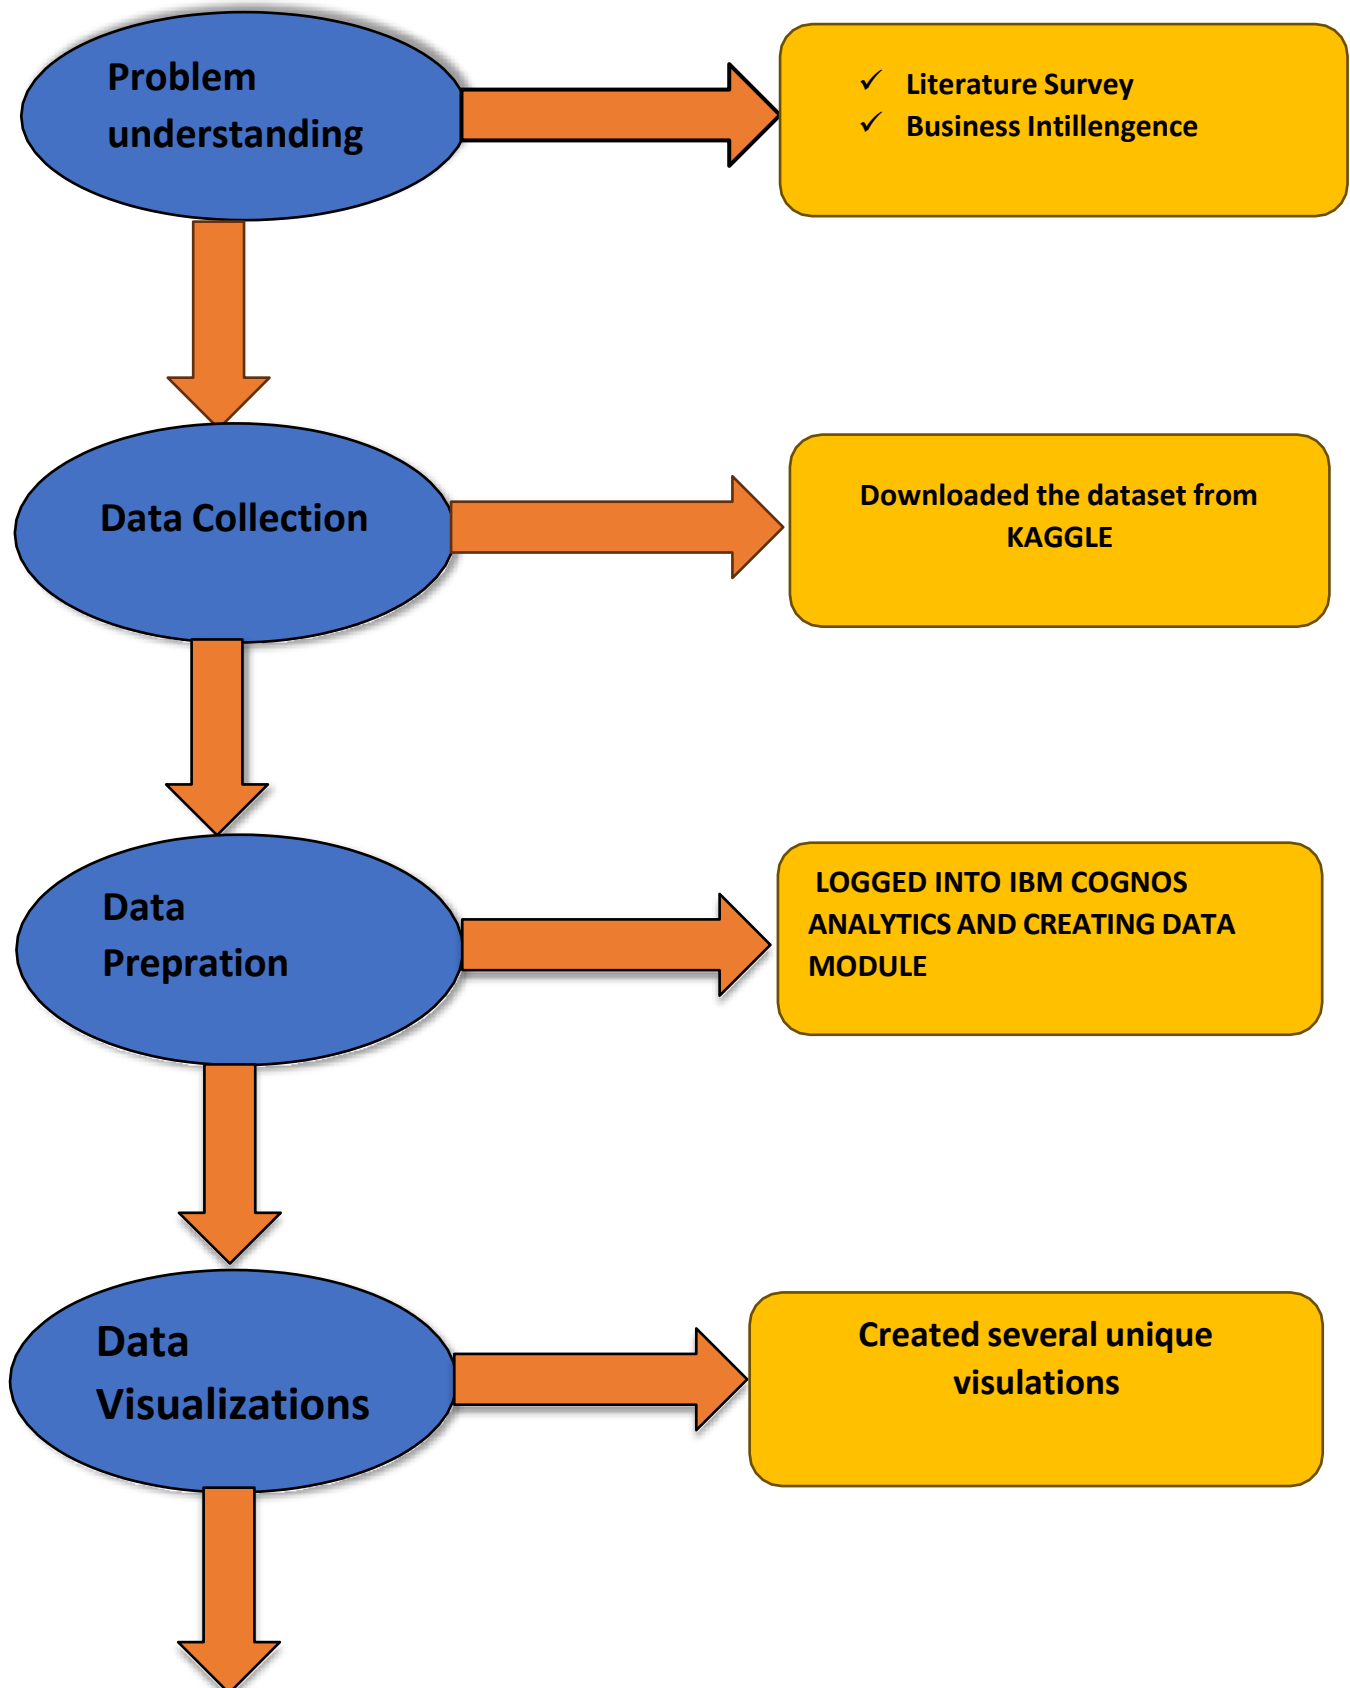 Problem
understanding
✓ Literature Survey
✓ Business Intillengence
Data Collection
Downloaded the dataset from
KAGGLE
Data
Prepration
LOGGED INTO IBM COGNOS
ANALYTICS AND CREATING DATA
MODULE
Data
Visualizations
Created several unique
visulations